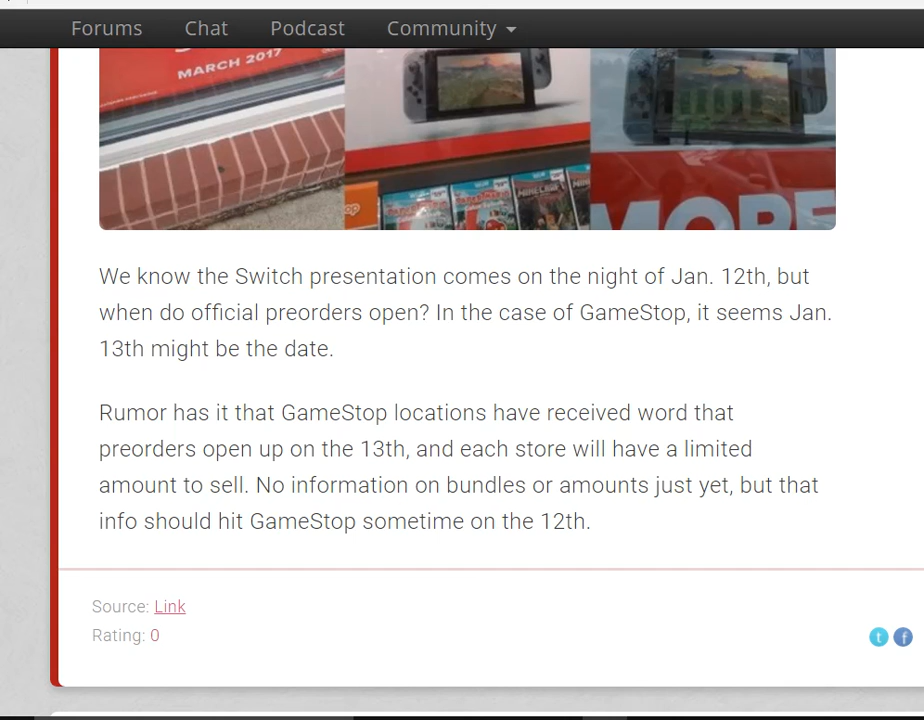 Forums Chat Podcast Community
MARCH 2017
MINECRAFT
MORE
We know the Switch presentation comes on the night of Jan. 12th, but
when do official preorders open? In the case of GameStop, it seems Jan.
13th might be the date.
Rumor has it that GameStop locations have received word that
preorders open up on the 13th, and each store will have a limited
amount to sell. No information on bundles or amounts just yet, but that
info should hit GameStop sometime on the 12th.
Source: Link
Rating: 0
t f